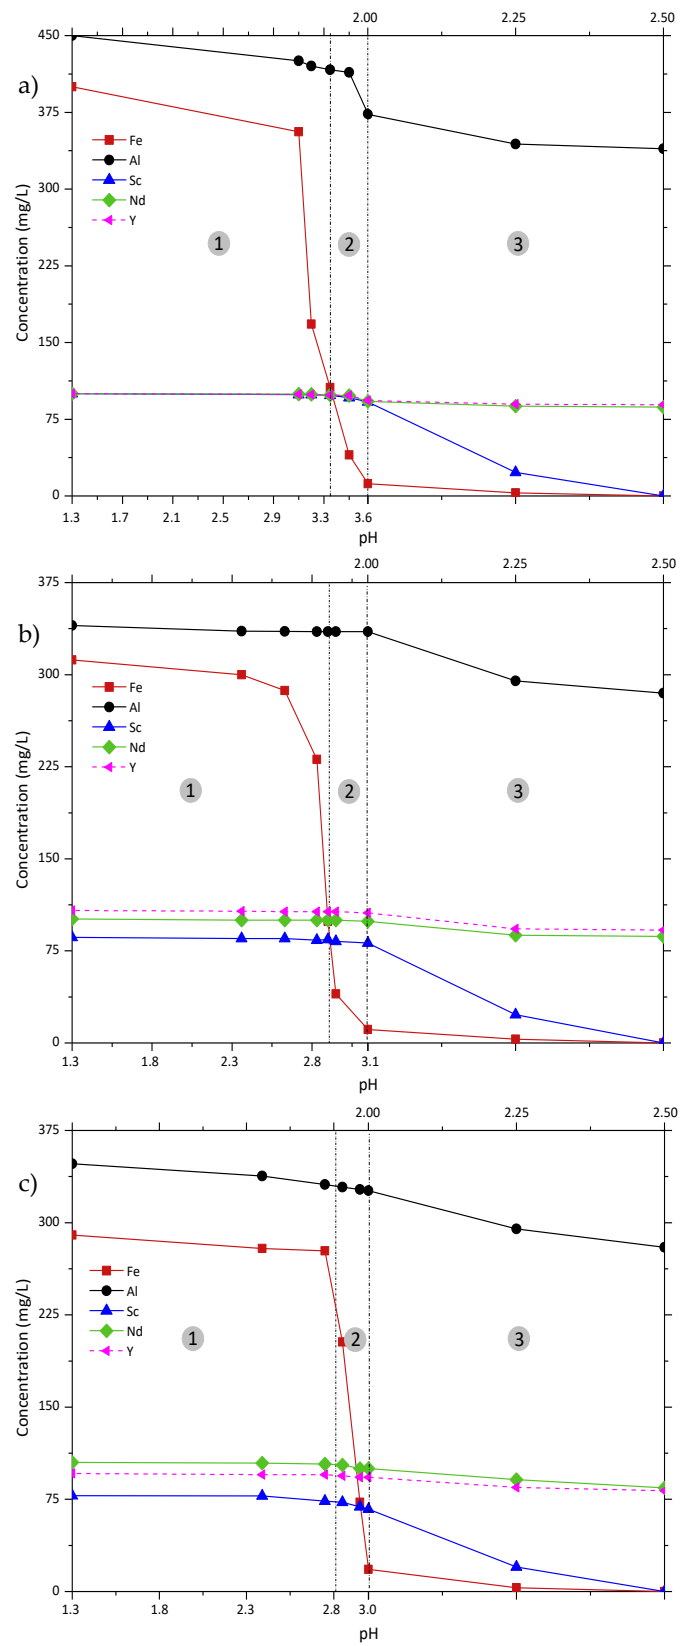 2.00 2.25 2.50
a)
450
375
300
225
150
75
0
Concentration (mg/L)
Fe
Al
Sc
Nd
Y
1 2 3
1.3 1.7 2.1 2.5 2.9 3.3 3.6
pH
2.00 2.25 2.50
b)
375
300
225
150
75
0
Concentration (mg/L)
Fe
Al
Sc
Nd
Y
1 2 3
1.3 1.8 2.3 2.8 3.1
pH
2.00 2.25 2.50
c)
375
300
225
150
75
0
Concentration (mg/L)
Fe
Al
Sc
Nd
Y
1 2 3
1.3 1.8 2.3 2.8 3.0
pH